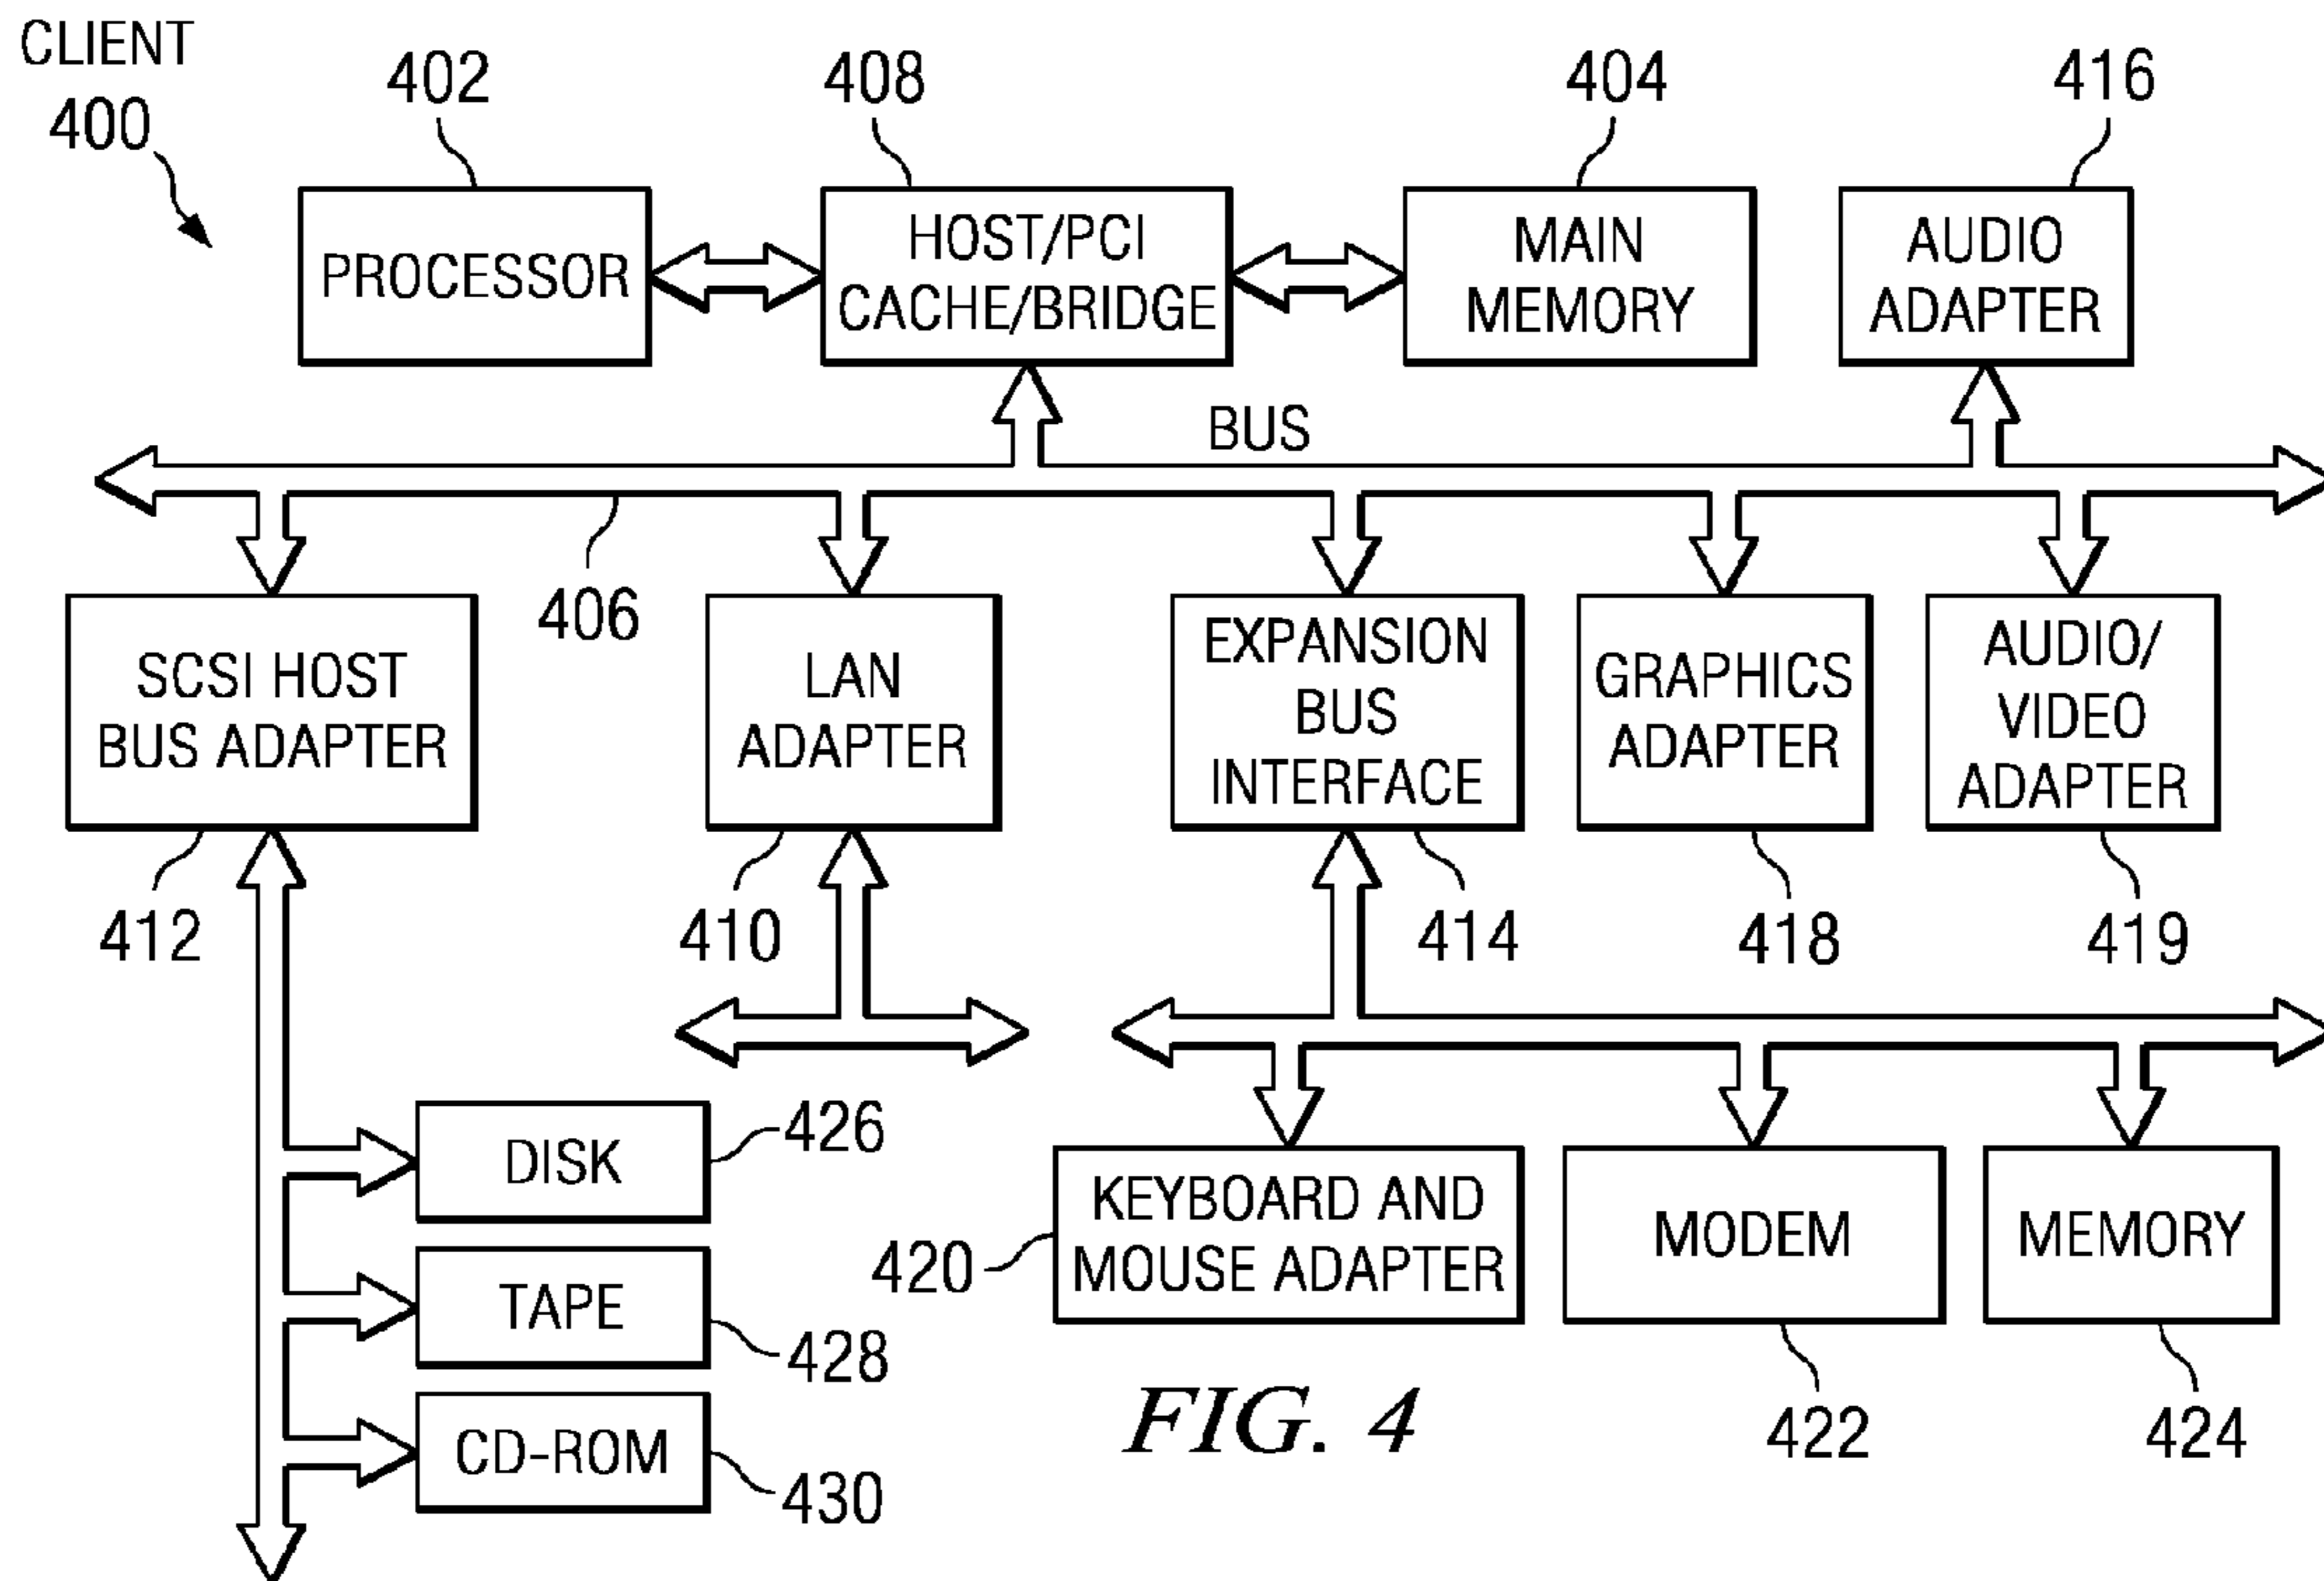 CLIENT
400
402
408
404
416
PROCESSOR
HOST/PCI
CACHE/BRIDGE
MAIN
MEMORY
AUDIO
ADAPTER
BUS
406
SCSI HOST
BUS ADAPTER
LAN
ADAPTER
EXPANSION
BUS
INTERFACE
GRAPHICS
ADAPTER
AUDIO/
VIDEO
ADAPTER
412
410
414
418
419
DISK
426
TAPE
428
CD-ROM
430
420
KEYBOARD AND
MOUSE ADAPTER
MODEM
MEMORY
422
424
FIG. 4